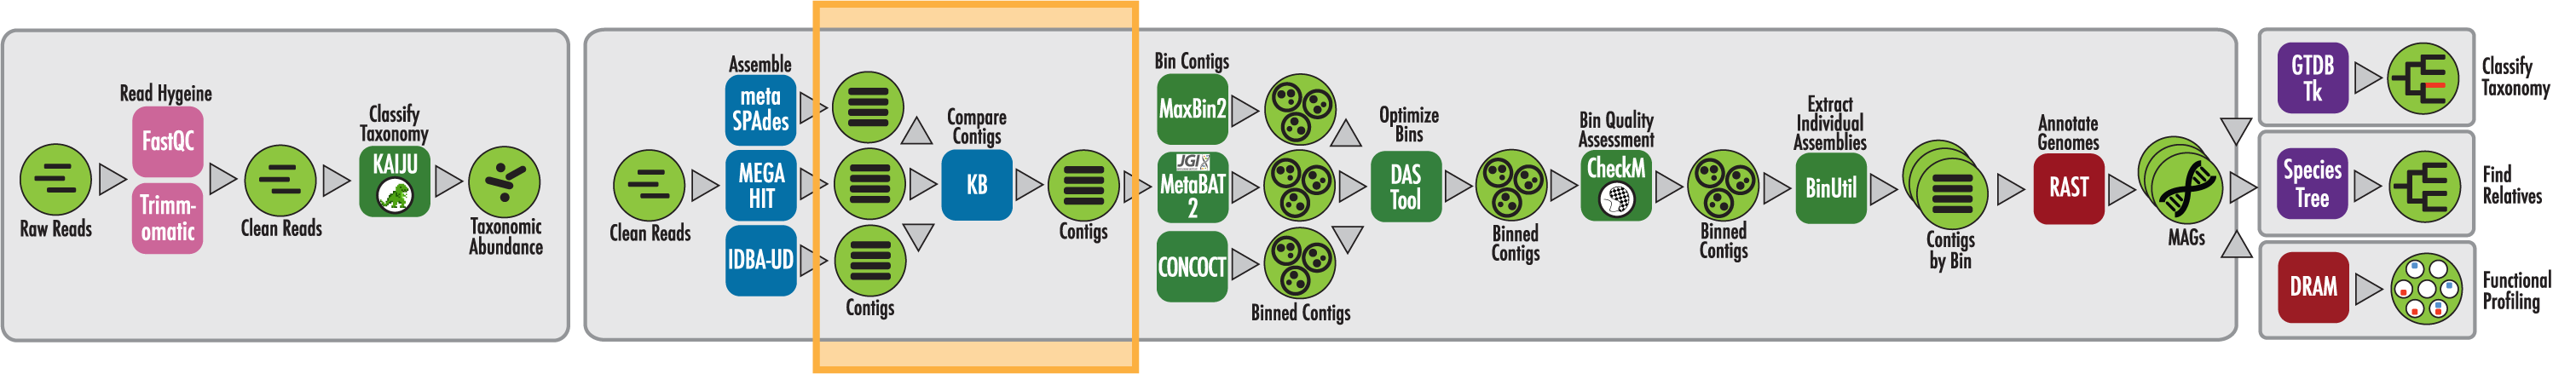 Raw Reads
Read Hygeine
FastQC
Trimm-
omatic
Clean Reads
Classify
Taxonomy
KAIJU
Taxonomic
Abundance
Clean Reads
Assemble
meta
SPAdes
MEGA
HIT
IDBA-UD
Contigs
Compare
Contigs
KB
Contigs
Bin Contigs
MaxBin2
JGI
MetaBAT
2
CONCOCT
Binned Contigs
Optimize
Bins
DAS
Tool
Binned
Contigs
Bin Quality
Assessment
CheckM
Binned
Contigs
Extract
Individual
Assemblies
BinUtil
Contigs
by Bin
Annotate
Genomes
RAST
MAGs
GTDB
Tk
Classify
Taxonomy
Species
Tree
Find
Relatives
DRAM
Functional
Profiling